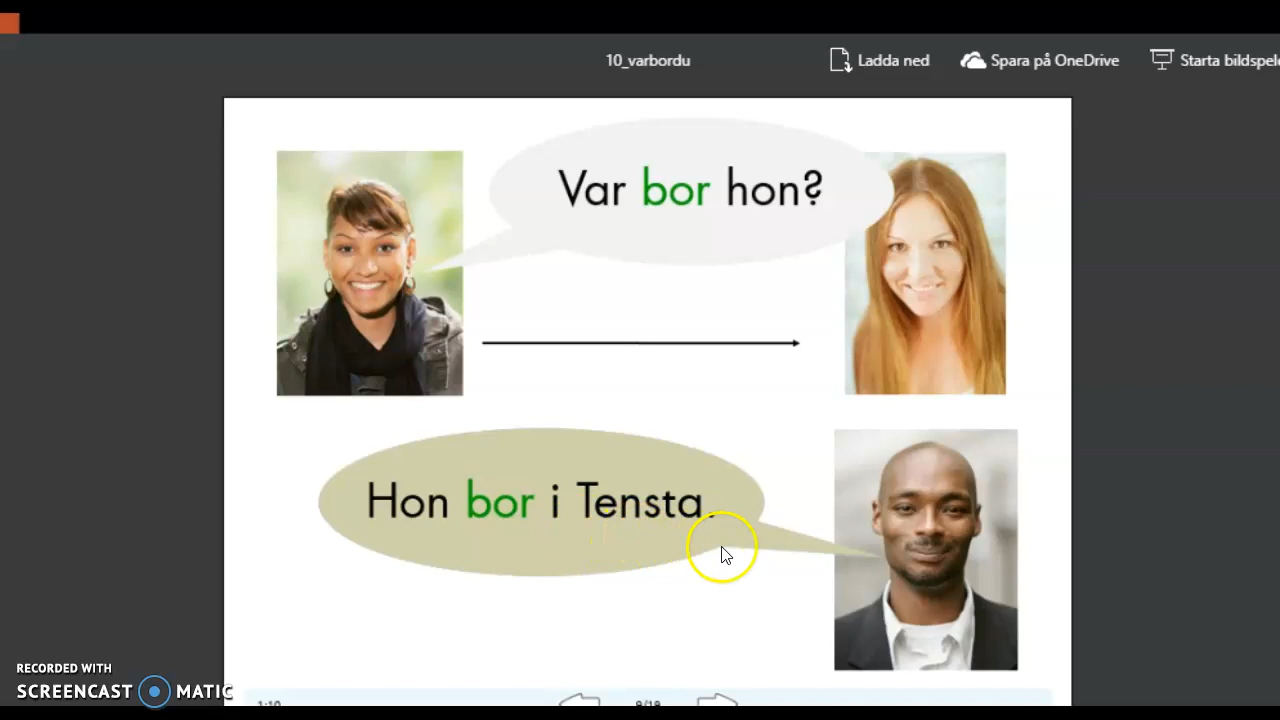 10_varbordu
Ladda ned
Spara på OneDrive
Starta bildspel
Var bor hon?
Hon bor i Tensta.
RECORDED WITH
SCREENCAST MATIC